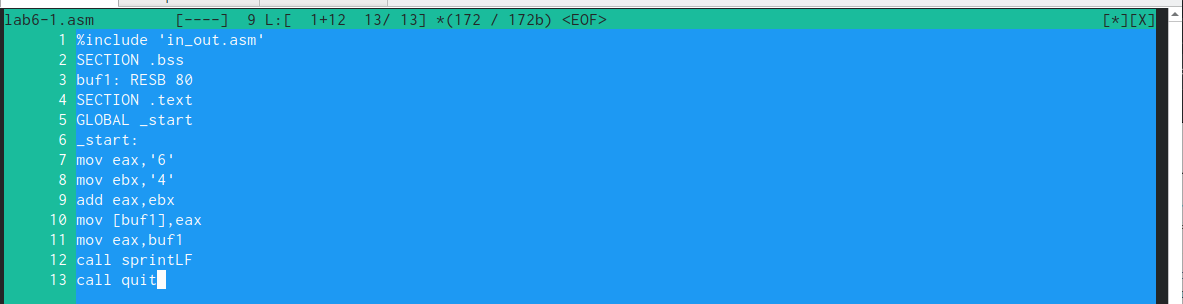 lab6-1.asm [----] 9 L:[ 1+12 13/ 13] *(172 / 172b) <EOF> [*][X]
1 %include 'in_out.asm'
2 SECTION .bss
3 buf1: RESB 80
4 SECTION .text
5 GLOBAL _start
6 _start:
7 mov eax,'6'
8 mov ebx,'4'
9 add eax,ebx
10 mov [buf1],eax
11 mov eax,buf1
12 call sprintLF
13 call quit